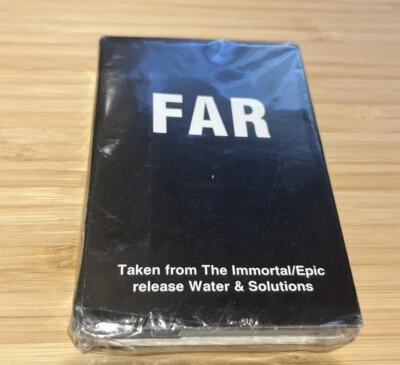 FAR
Taken from The Immortal/Epic
release Water & Solutions